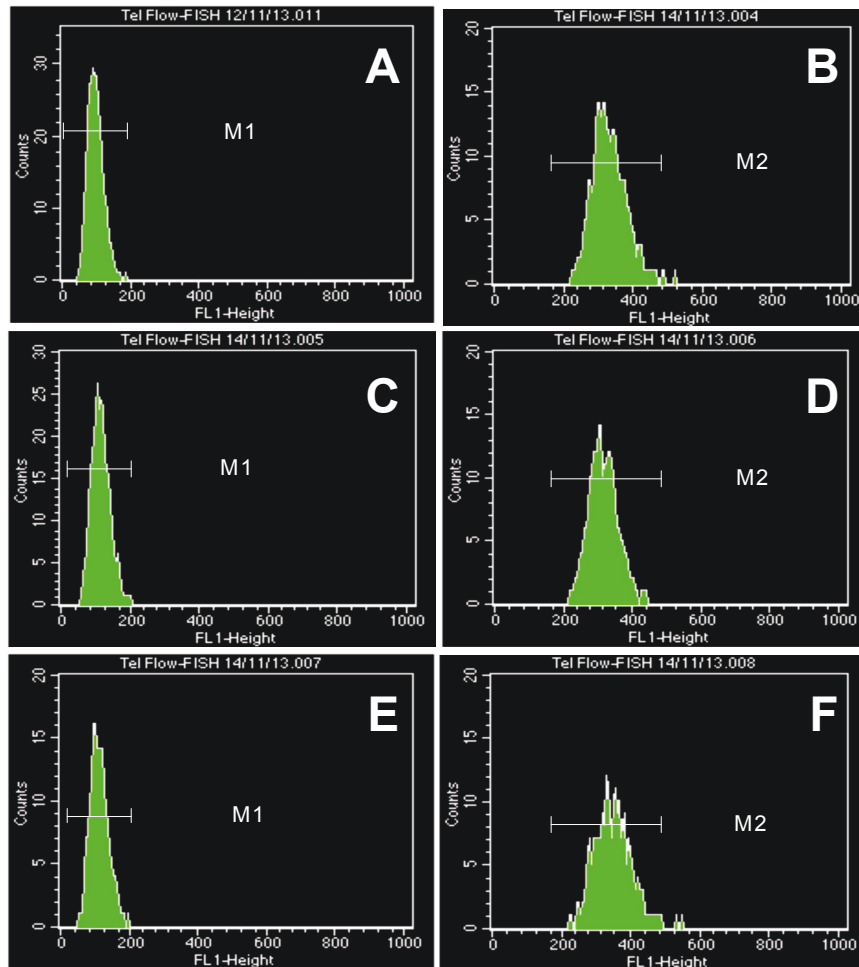 Tel Flow-FISH 12/11/13.011
A
M1
Counts
30
20
10
0
0 200 400 600 800 1000
FL1-Height
Tel Flow-FISH 14/11/13.004
B
M2
Counts
20
15
10
5
0
0 200 400 600 800 1000
FL1-Height
Tel Flow-FISH 14/11/13.005
C
M1
Counts
30
25
20
15
10
5
0
0 200 400 600 800 1000
FL1-Height
Tel Flow-FISH 14/11/13.006
D
M2
Counts
20
15
10
5
0
0 200 400 600 800 1000
FL1-Height
Tel Flow-FISH 14/11/13.007
E
M1
Counts
20
15
10
5
0
0 200 400 600 800 1000
FL1-Height
Tel Flow-FISH 14/11/13.008
F
M2
Counts
20
15
10
5
0
0 200 400 600 800 1000
FL1-Height